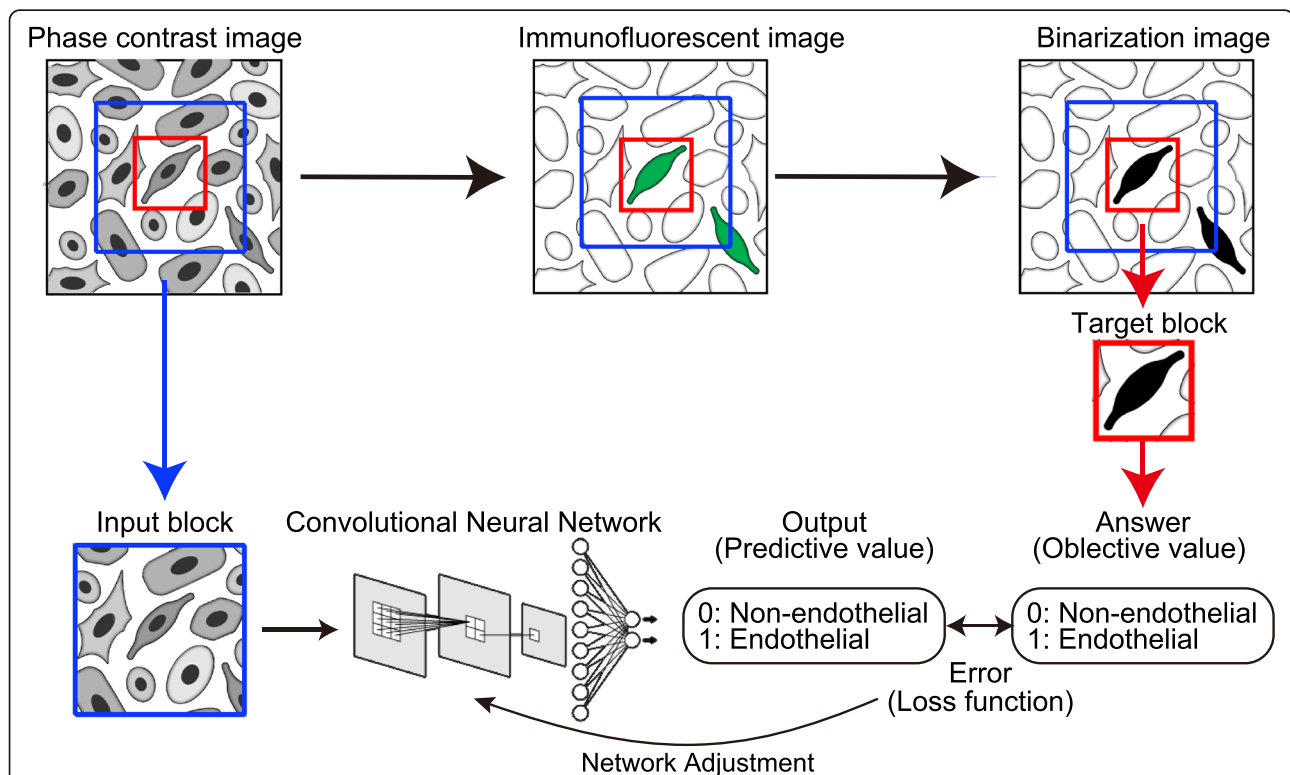 Phase contrast image
Immunofluorescent image
Binarization image
Target block
Input block
Convolutional Neural Network
Output
(Predictive value)
Answer
(Oblective value)
0: Non-endothelial
1: Endothelial
0: Non-endothelial
1: Endothelial
Error
(Loss function)
Network Adjustment